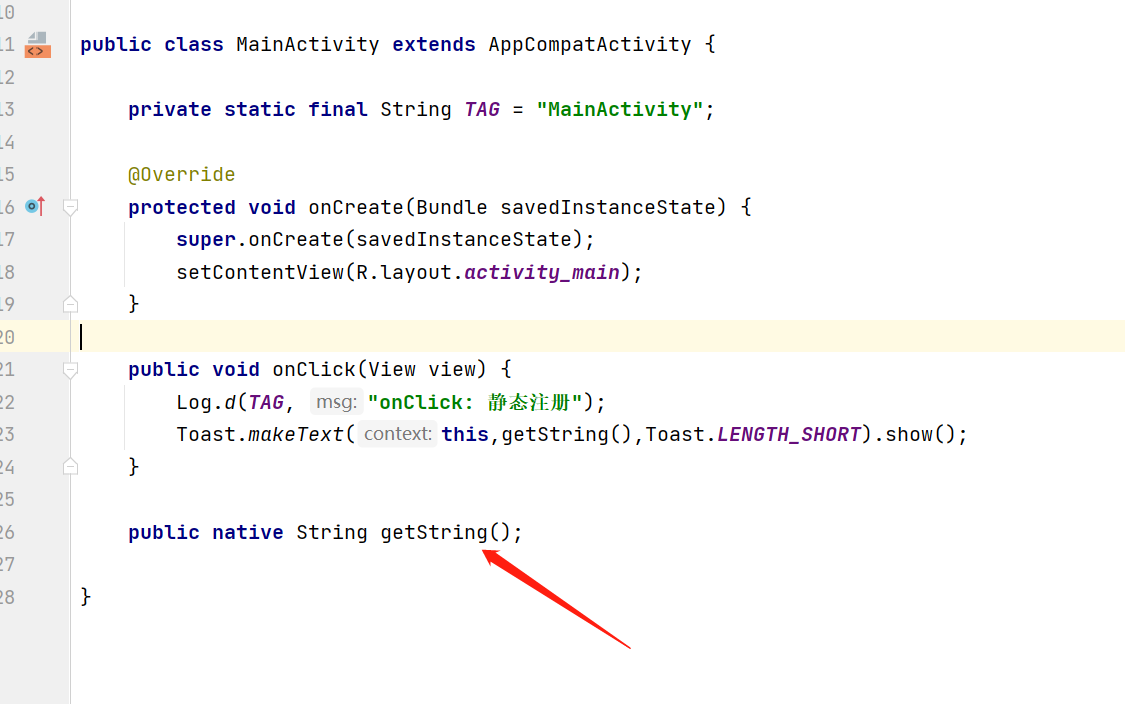 10
11 public class MainActivity extends AppCompatActivity {
12
13 private static final String TAG = "MainActivity";
14
15 @Override
16 protected void onCreate(Bundle savedInstanceState) {
17 super.onCreate(savedInstanceState);
18 setContentView(R.layout.activity_main);
19 }
20
21 public void onClick(View view) {
22 Log.d(TAG, msg: "onClick: 静态注册");
23 Toast.makeText( context: this,getString(),Toast.LENGTH_SHORT).show();
24 }
25
26 public native String getString();
27
28 }